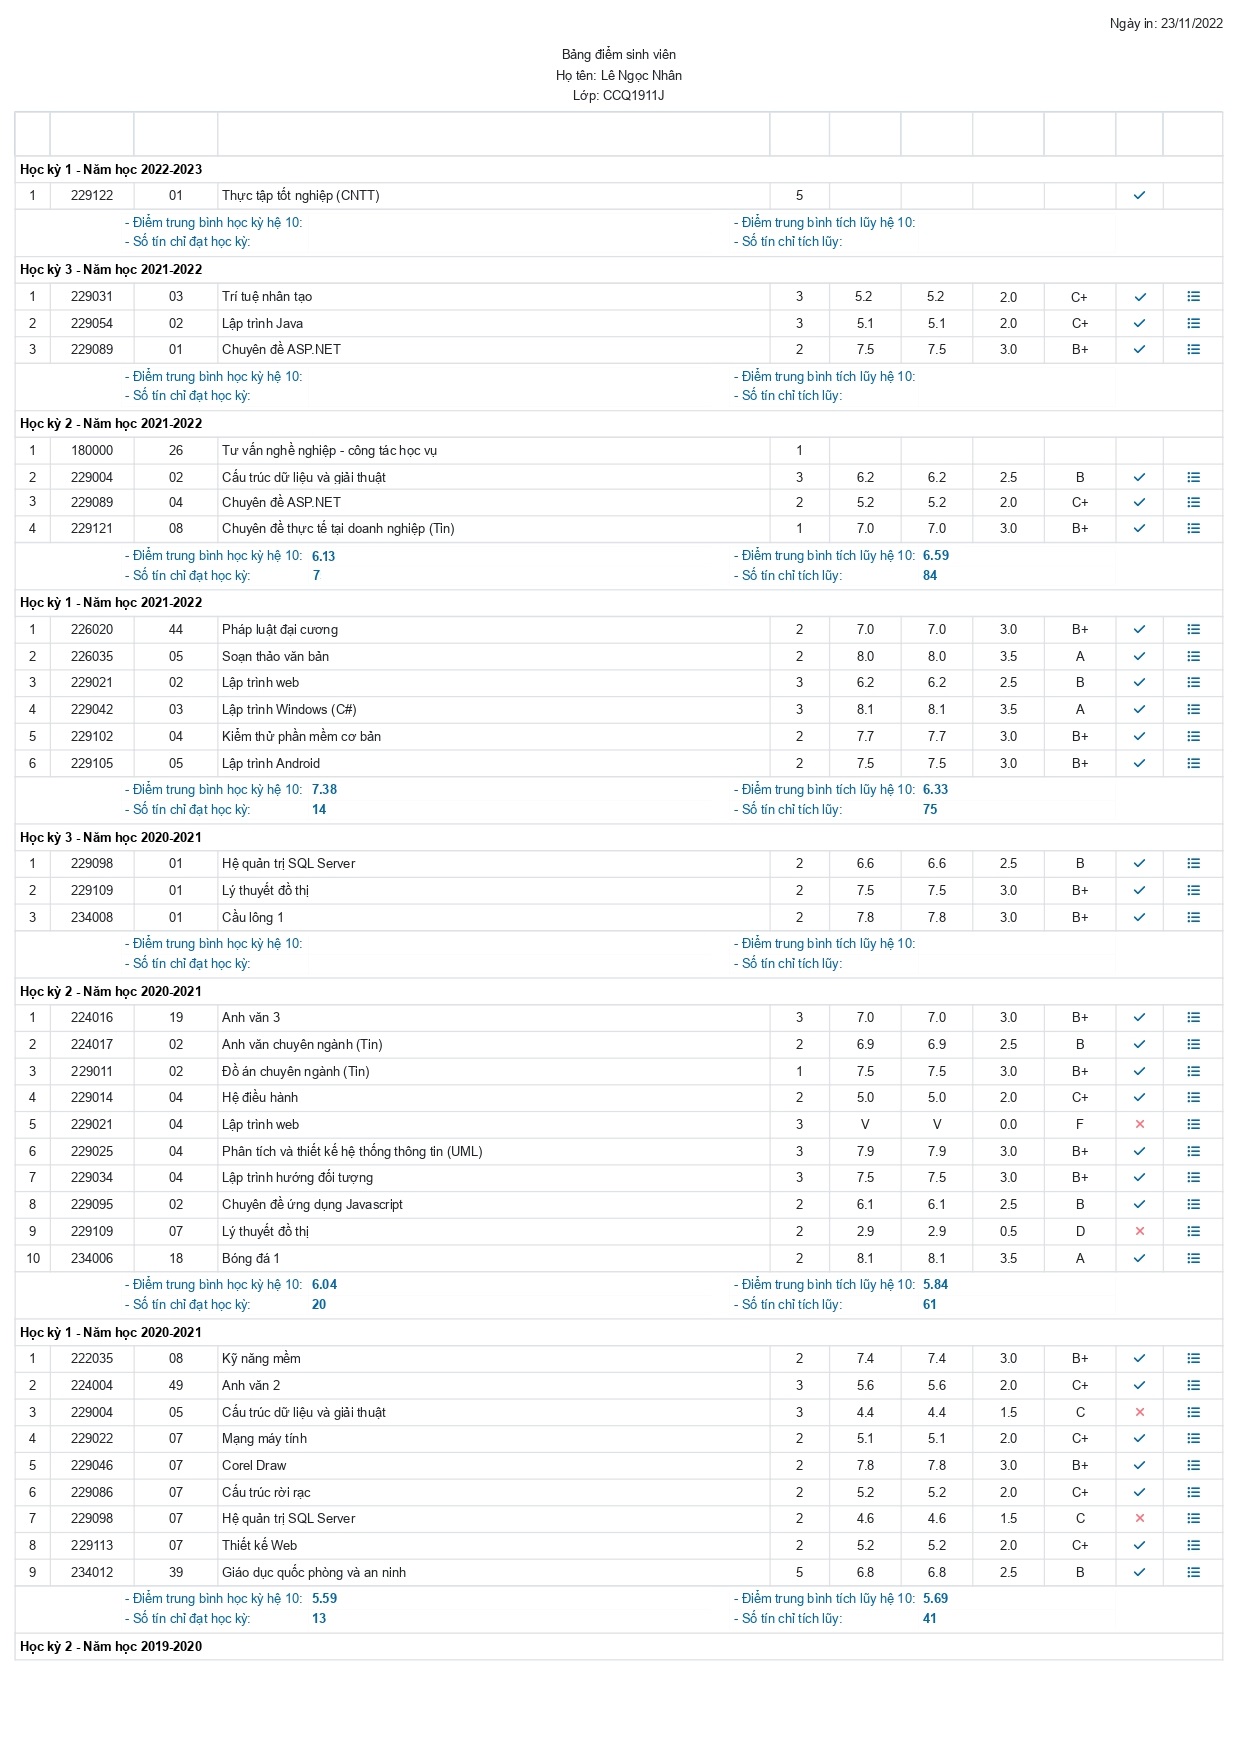 Ngày in: 23/11/2022
Bảng điểm sinh viên
Họ tên: Lê Ngọc Nhân
Lớp: CCQ1911J
Học kỳ 1 - Năm học 2022-2023
1 229122 01 Thực tập tốt nghiệp (CNTT) 5
- Điểm trung bình học kỳ hệ 10: - Điểm trung bình tích lũy hệ 10:
- Số tín chỉ đạt học kỳ: - Số tín chỉ tích lũy:
Học kỳ 3 - Năm học 2021-2022
1 229031 03 Trí tuệ nhân tạo 3 5.2 5.2 2.0 C+
2 229054 02 Lập trình Java 3 5.1 5.1 2.0 C+
3 229089 01 Chuyên đề ASP.NET 2 7.5 7.5 3.0 B+
- Điểm trung bình học kỳ hệ 10: - Điểm trung bình tích lũy hệ 10:
- Số tín chỉ đạt học kỳ: - Số tín chỉ tích lũy:
Học kỳ 2 - Năm học 2021-2022
1 180000 26 Tư vấn nghề nghiệp - công tác học vụ 1
2 229004 02 Cấu trúc dữ liệu và giải thuật 3 6.2 6.2 2.5 B
3 229089 04 Chuyên đề ASP.NET 2 5.2 5.2 2.0 C+
4 229121 08 Chuyên đề thực tế tại doanh nghiệp (Tin) 1 7.0 7.0 3.0 B+
- Điểm trung bình học kỳ hệ 10: 6.13 - Điểm trung bình tích lũy hệ 10: 6.59
- Số tín chỉ đạt học kỳ: 7 - Số tín chỉ tích lũy: 84
Học kỳ 1 - Năm học 2021-2022
1 226020 44 Pháp luật đại cương 2 7.0 7.0 3.0 B+
2 226035 05 Soạn thảo văn bản 2 8.0 8.0 3.5 A
3 229021 02 Lập trình web 3 6.2 6.2 2.5 B
4 229042 03 Lập trình Windows (C#) 3 8.1 8.1 3.5 A
5 229102 04 Kiểm thử phần mềm cơ bản 2 7.7 7.7 3.0 B+
6 229105 05 Lập trình Android 2 7.5 7.5 3.0 B+
- Điểm trung bình học kỳ hệ 10: 7.38 - Điểm trung bình tích lũy hệ 10: 6.33
- Số tín chỉ đạt học kỳ: 14 - Số tín chỉ tích lũy: 75
Học kỳ 3 - Năm học 2020-2021
1 229098 01 Hệ quản trị SQL Server 2 6.6 6.6 2.5 B
2 229109 01 Lý thuyết đồ thị 2 7.5 7.5 3.0 B+
3 234008 01 Cầu lông 1 2 7.8 7.8 3.0 B+
- Điểm trung bình học kỳ hệ 10: - Điểm trung bình tích lũy hệ 10:
- Số tín chỉ đạt học kỳ: - Số tín chỉ tích lũy:
Học kỳ 2 - Năm học 2020-2021
1 224016 19 Anh văn 3 3 7.0 7.0 3.0 B+
2 224017 02 Anh văn chuyên ngành (Tin) 2 6.9 6.9 2.5 B
3 229011 02 Đồ án chuyên ngành (Tin) 1 7.5 7.5 3.0 B+
4 229014 04 Hệ điều hành 2 5.0 5.0 2.0 C+
5 229021 04 Lập trình web 3 V V 0.0 F
6 229025 04 Phân tích và thiết kế hệ thống thông tin (UML) 3 7.9 7.9 3.0 B+
7 229034 04 Lập trình hướng đối tượng 3 7.5 7.5 3.0 B+
8 229095 02 Chuyên đề ứng dụng Javascript 2 6.1 6.1 2.5 B
9 229109 07 Lý thuyết đồ thị 2 2.9 2.9 0.5 D
10 234006 18 Bóng đá 1 2 8.1 8.1 3.5 A
- Điểm trung bình học kỳ hệ 10: 6.04 - Điểm trung bình tích lũy hệ 10: 5.84
- Số tín chỉ đạt học kỳ: 20 - Số tín chỉ tích lũy: 61
Học kỳ 1 - Năm học 2020-2021
1 222035 08 Kỹ năng mềm 2 7.4 7.4 3.0 B+
2 224004 49 Anh văn 2 3 5.6 5.6 2.0 C+
3 229004 05 Cấu trúc dữ liệu và giải thuật 3 4.4 4.4 1.5 C
4 229022 07 Mạng máy tính 2 5.1 5.1 2.0 C+
5 229046 07 Corel Draw 2 7.8 7.8 3.0 B+
6 229086 07 Cấu trúc rời rạc 2 5.2 5.2 2.0 C+
7 229098 07 Hệ quản trị SQL Server 2 4.6 4.6 1.5 C
8 229113 07 Thiết kế Web 2 5.2 5.2 2.0 C+
9 234012 39 Giáo dục quốc phòng và an ninh 5 6.8 6.8 2.5 B
- Điểm trung bình học kỳ hệ 10: 5.59 - Điểm trung bình tích lũy hệ 10: 5.69
- Số tín chỉ đạt học kỳ: 13 - Số tín chỉ tích lũy: 41
Học kỳ 2 - Năm học 2019-2020